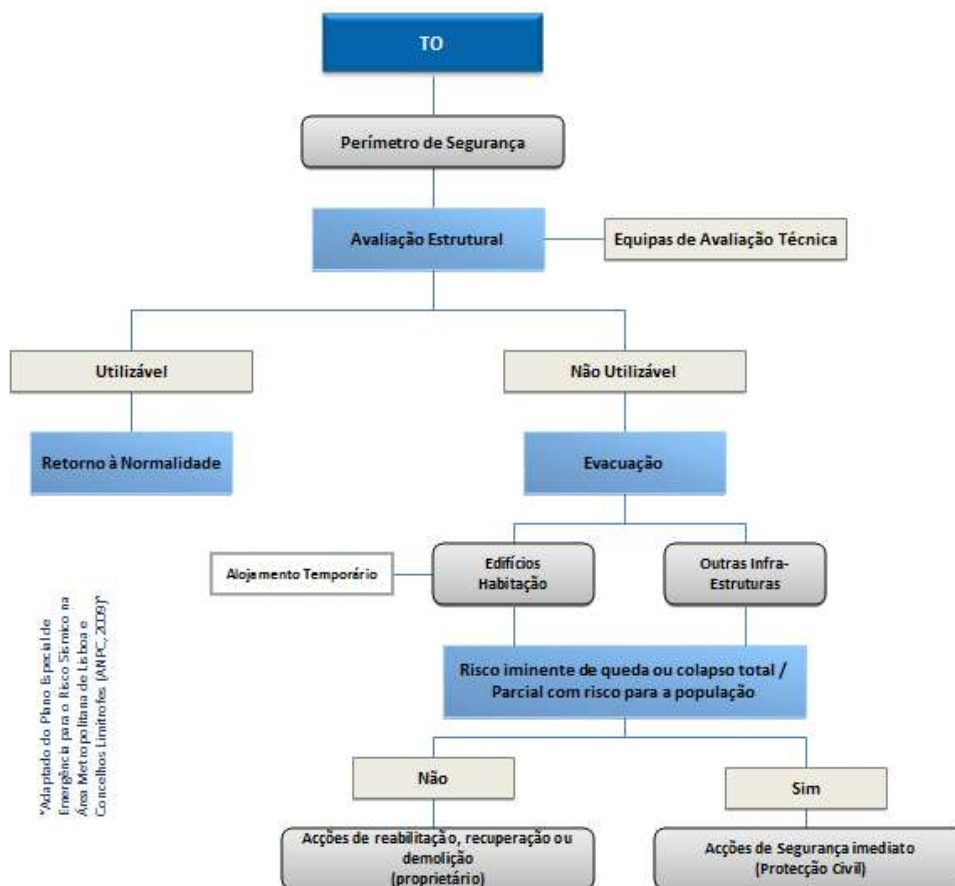 TO
Perímetro de Segurança
Avaliação Estrutural
Equipas de Avaliação Técnica
Utilizável
Não Utilizável
Retorno à Normalidade
Evacuação
Alojamento Temporário
Edifícios
Habitação
Outras Infra-
Estruturas
Risco iminente de queda ou colapso total /
Parcial com risco para a população
Não
Sim
Acções de reabilitação, recuperação ou
demolição
(proprietário)
Acções de Segurança imediato
(Protecção Civil)
"Adaptado do Plano Especial de
Emergência para o Risco Sísmico na
Área Metropolitana de Lisboa e
Concelhos Limítrofes (ANPC, 2009)"